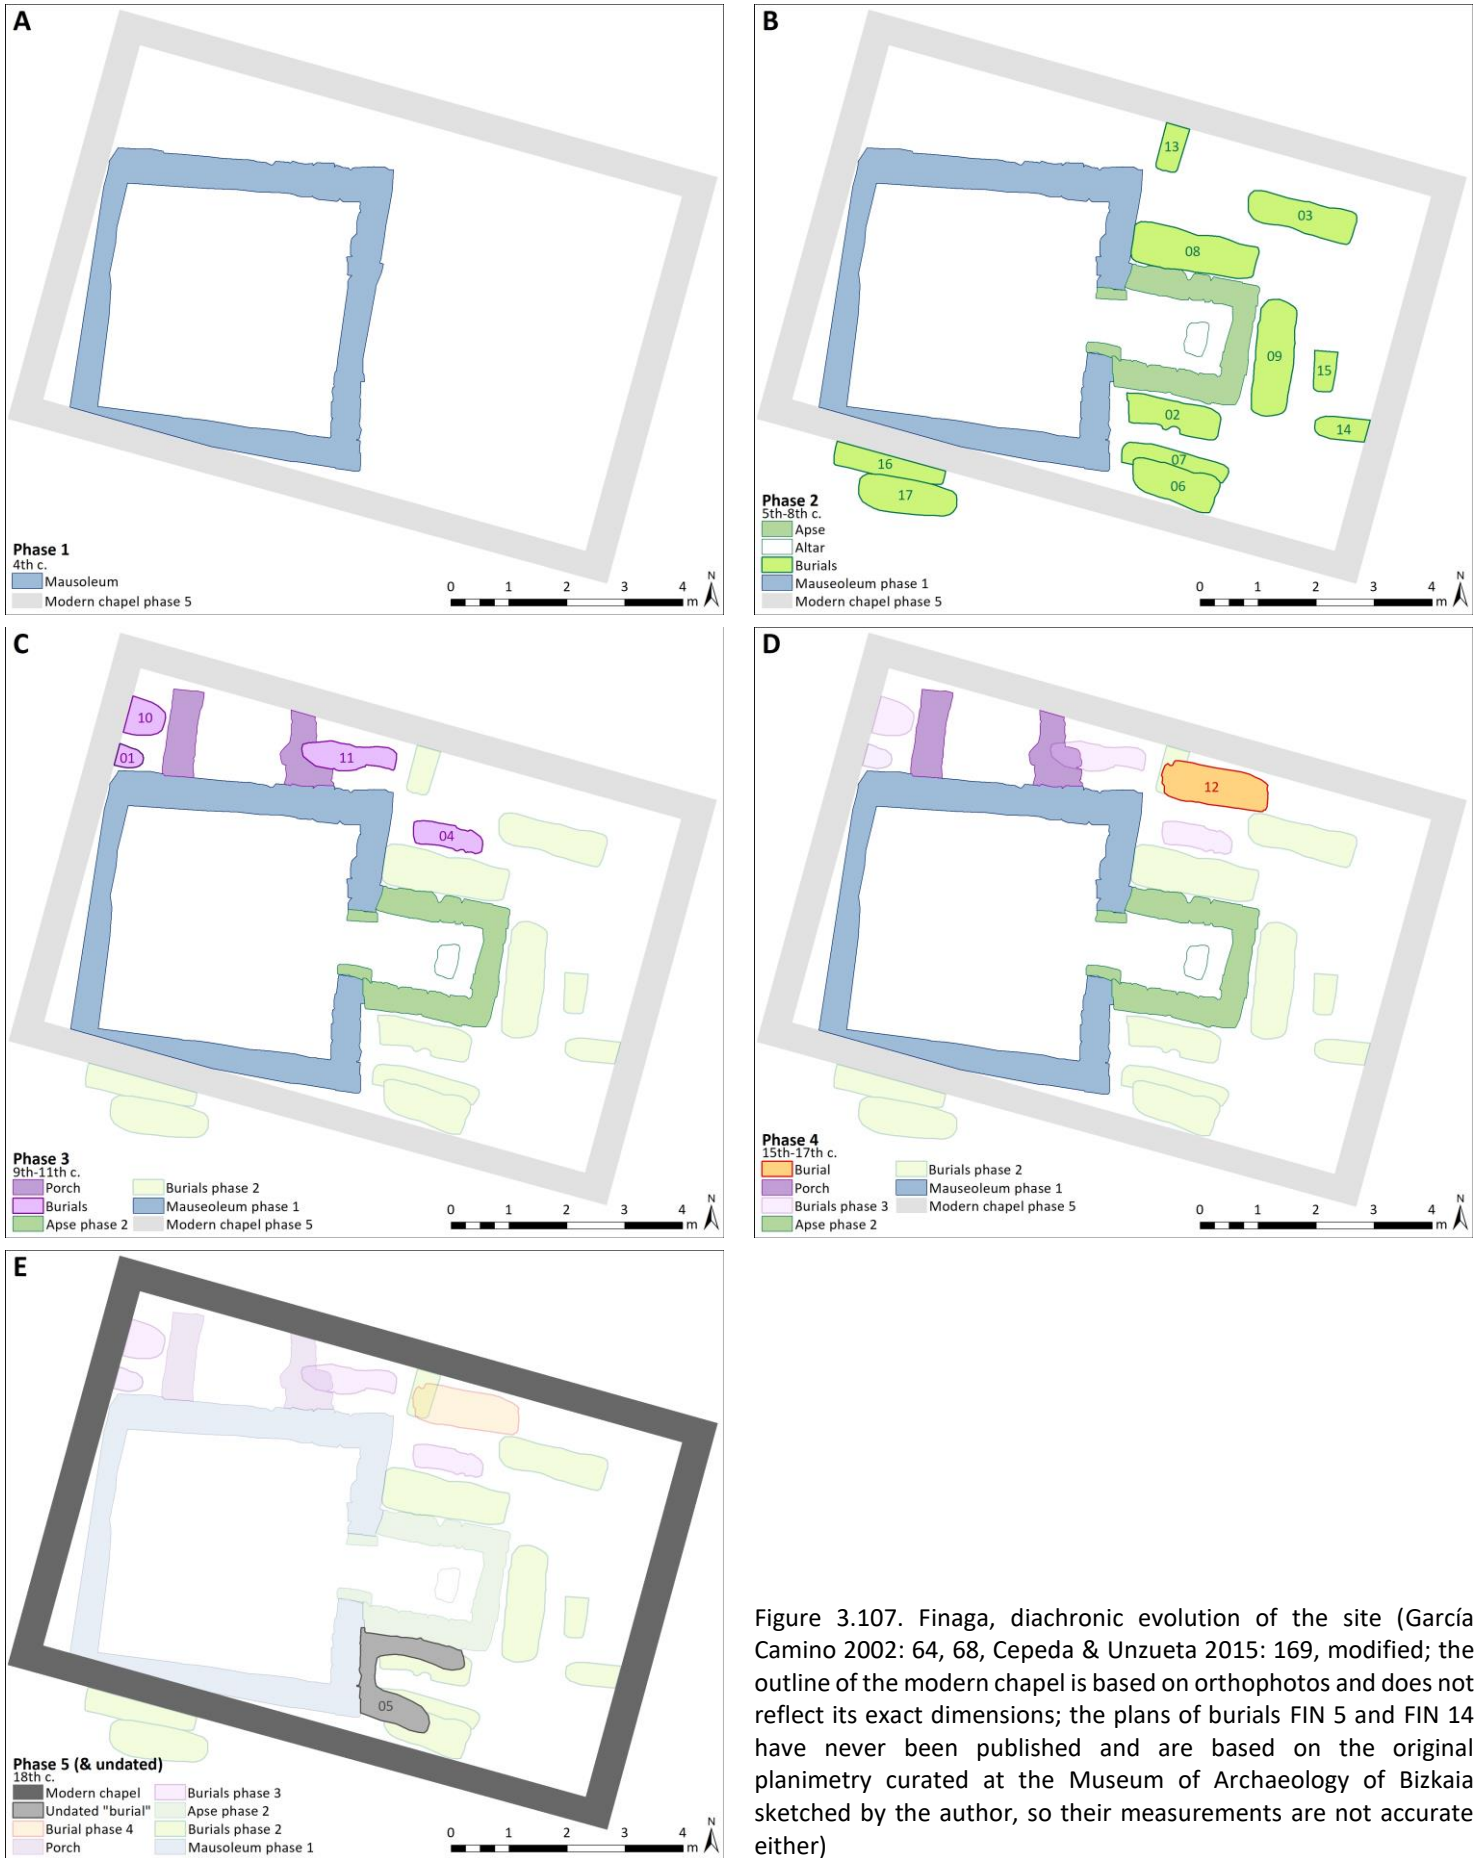 A
Phase 1
4th c.
Mausoleum
Modern chapel phase 5
0 1 2 3 4
m
N
B
13
03
08
09
15
02
14
07
06
16
17
Phase 2
5th-8th c.
Apse
Altar
Burials
Mauseoleum phase 1
Modern chapel phase 5
0 1 2 3 4
m
N
C
10
01
11
04
Phase 3
9th-11th c.
Porch
Burials
Apse phase 2
Burials phase 2
Mauseoleum phase 1
Modern chapel phase 5
0 1 2 3 4
m
N
D
12
Phase 4
15th-17th c.
Burial
Porch
Burials phase 3
Apse phase 2
Burials phase 2
Mauseoleum phase 1
Modern chapel phase 5
0 1 2 3 4
m
N
E
05
Phase 5 (& undated)
18th c.
Modern chapel
Undated "burial"
Burial phase 4
Porch
Burials phase 3
Apse phase 2
Burials phase 2
Mausoleum phase 1
0 1 2 3 4
m
N
Figure 3.107. Finaga, diachronic evolution of the site (García
Camino 2002: 64, 68, Cepeda & Unzueta 2015: 169, modified; the
outline of the modern chapel is based on orthophotos and does not
reflect its exact dimensions; the plans of burials FIN 5 and FIN 14
have never been published and are based on the original
planimetry curated at the Museum of Archaeology of Bizkaia
sketched by the author, so their measurements are not accurate
either)